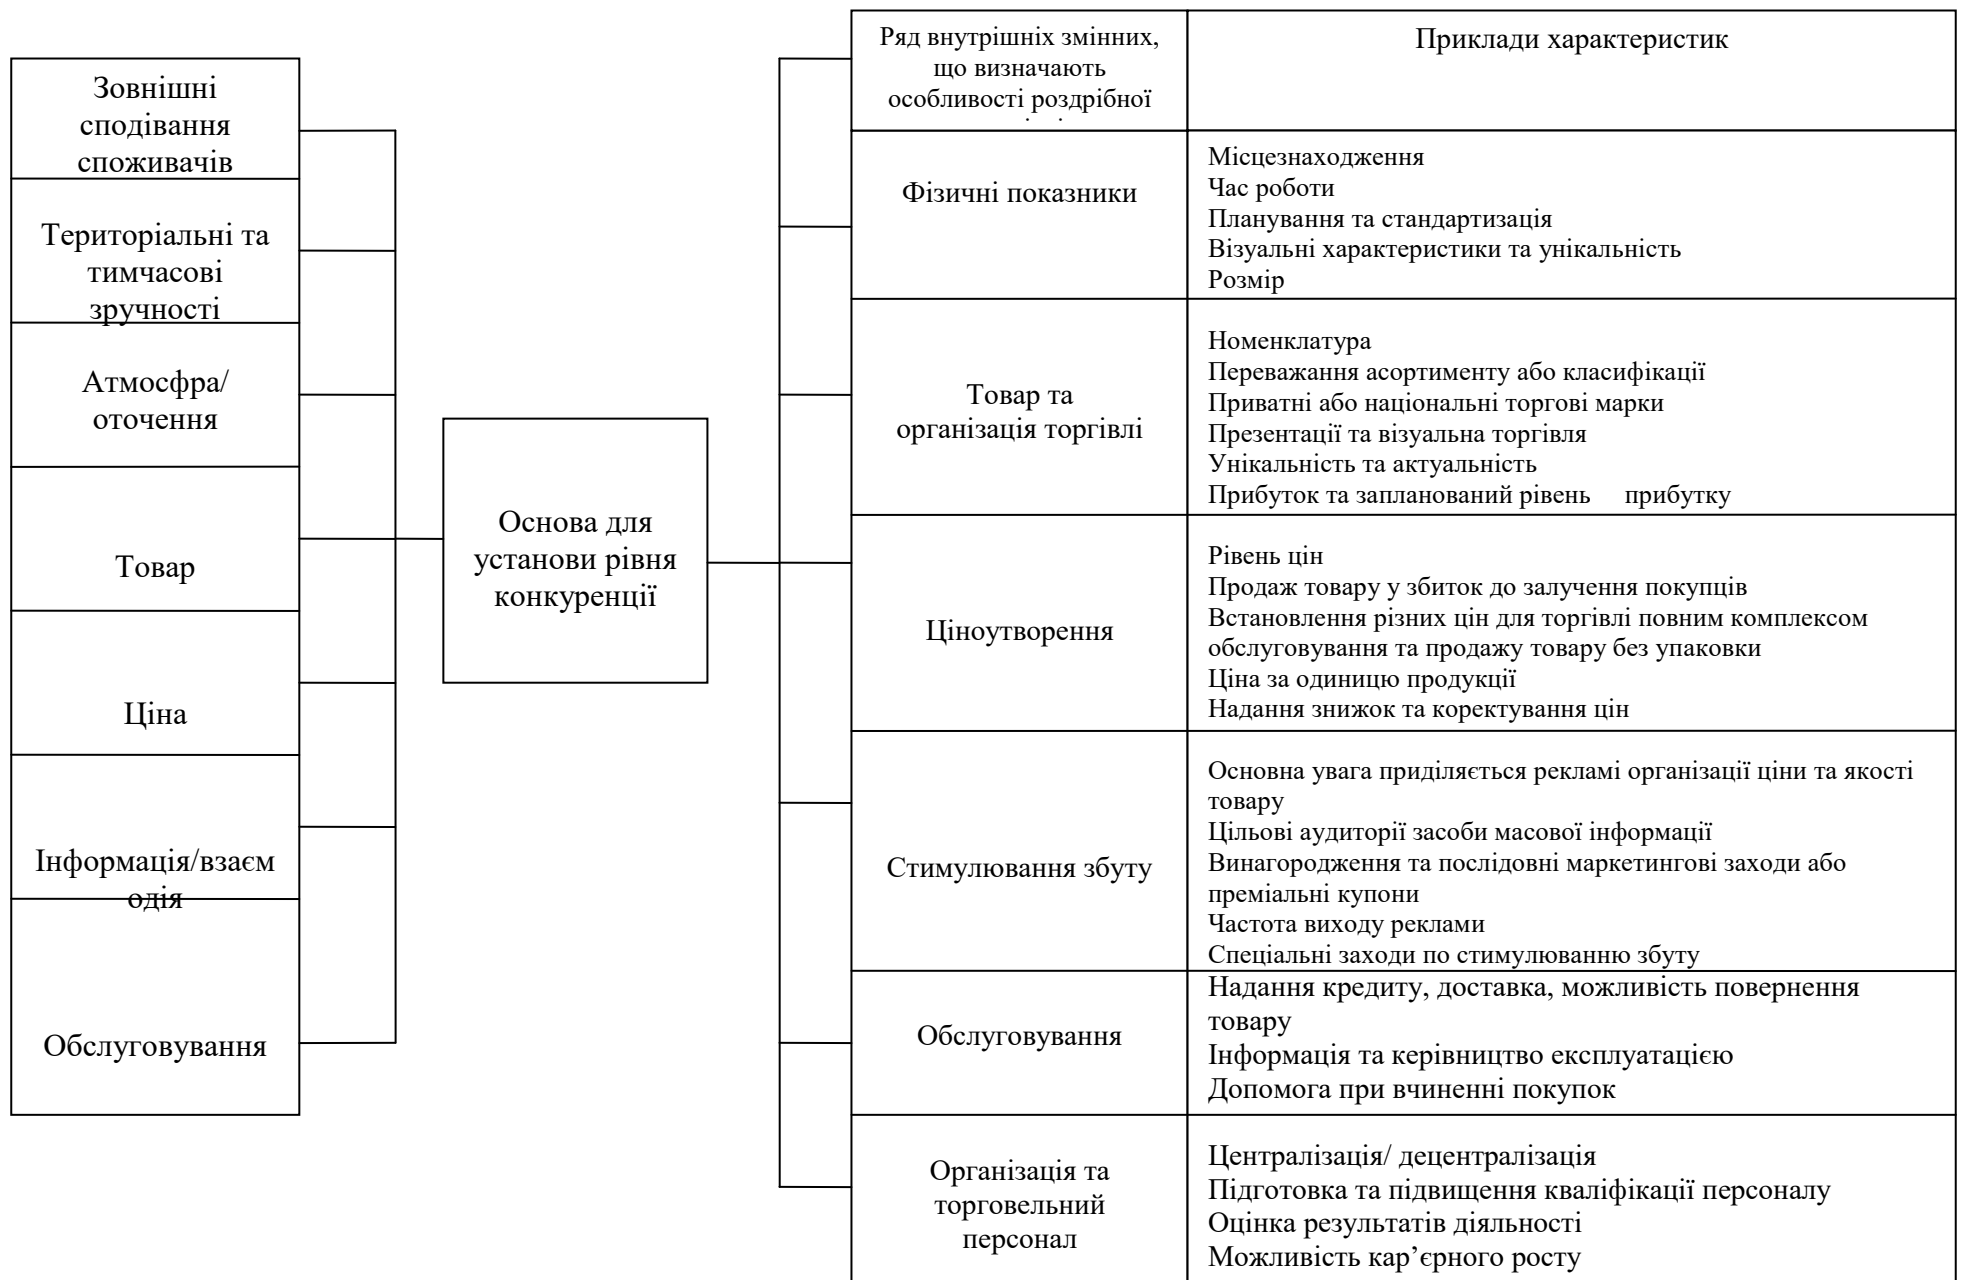 Зовнішні
сподівання
споживачів
Територіальні та
тимчасові
зручності
Атмосфра/
оточення
Товар
Ціна
Інформація/взаєм
одія
Обслуговування
Основа для
установи рівня
конкуренції
Ряд внутрішніх змінних,
що визначають
особливості роздрібної
Приклади характеристик
Фізичні показники
Місцезнаходження
Час роботи
Планування та стандартизація
Візуальні характеристики та унікальність
Розмір
Товар та
організація торгівлі
Номенклатура
Переважання асортименту або класифікації
Приватні або національні торгові марки
Презентації та візуальна торгівля
Унікальність та актуальність
Прибуток та запланований рівень прибутку
Ціноутворення
Рівень цін
Продаж товару у збиток до залучення покупців
Встановлення різних цін для торгівлі повним комплексом
обслуговування та продажу товару без упаковки
Ціна за одиницю продукції
Надання знижок та коректування цін
Стимулювання збуту
Основна увага приділяється рекламі організації ціни та якості
товару
Цільові аудиторії засоби масової інформації
Винагородження та послідовні маркетингові заходи або
преміальні купони
Частота виходу реклами
Спеціальні заходи по стимулюванню збуту
Обслуговування
Надання кредиту, доставка, можливість повернення
товару
Інформація та керівництво експлуатацією
Допомога при вчиненні покупок
Організація та
торговельний
персонал
Централізація/ децентралізація
Підготовка та підвищення кваліфікації персоналу
Оцінка результатів діяльності
Можливість кар’єрного росту